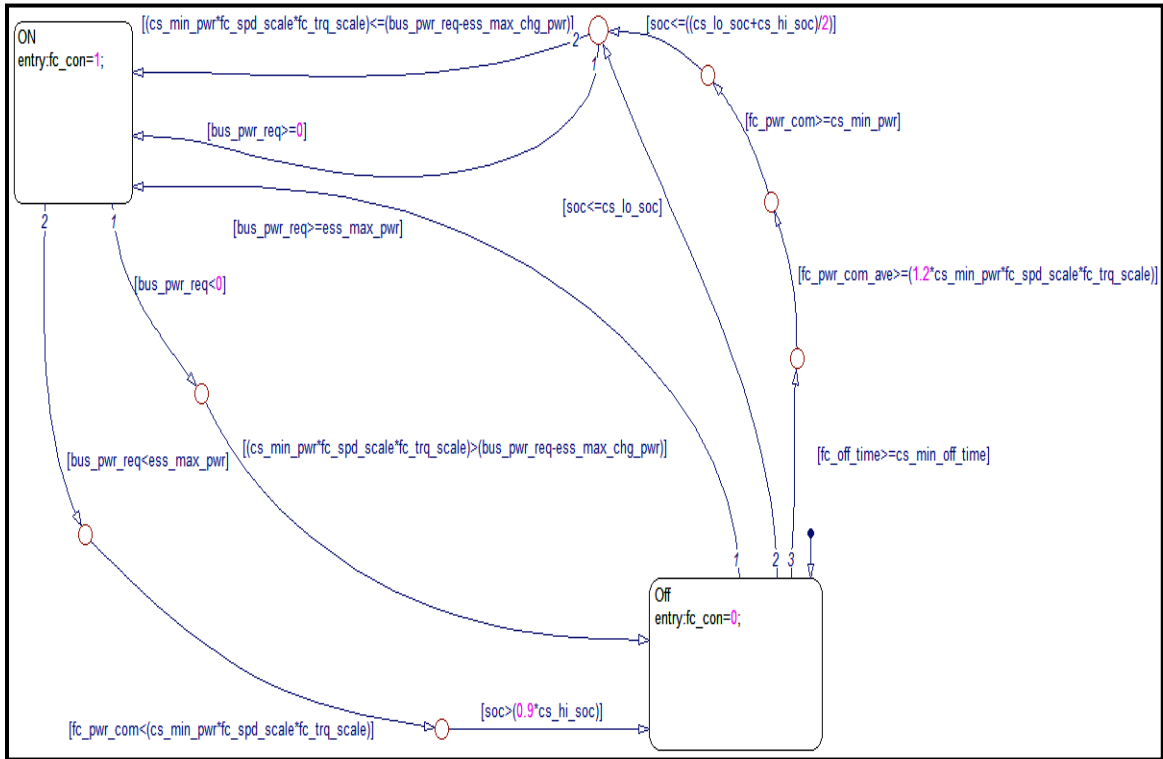 [(cs_min_pwr*fc_spd_scale*fc_trq_scale)<=(bus_pwr_req-ess_max_chg_pwr)]
[soc<=((cs_lo_soc+cs_hi_soc)/2)]
ON
entry:fc_con=1;
2
1
[fc_pwr_com>=cs_min_pwr]
[bus_pwr_req>=0]
[soc<=cs_lo_soc]
2
1
[bus_pwr_req>=ess_max_pwr]
[fc_pwr_com_ave>=(1.2*cs_min_pwr*fc_spd_scale*fc_trq_scale)]
[bus_pwr_req<0]
[(cs_min_pwr*fc_spd_scale*fc_trq_scale)>(bus_pwr_req-ess_max_chg_pwr)]
[bus_pwr_req<ess_max_pwr]
[fc_off_time>=cs_min_off_time]
1
2
3
Off
entry:fc_con=0;
[soc>(0.9*cs_hi_soc)]
[fc_pwr_com<(cs_min_pwr*fc_spd_scale*fc_trq_scale)]